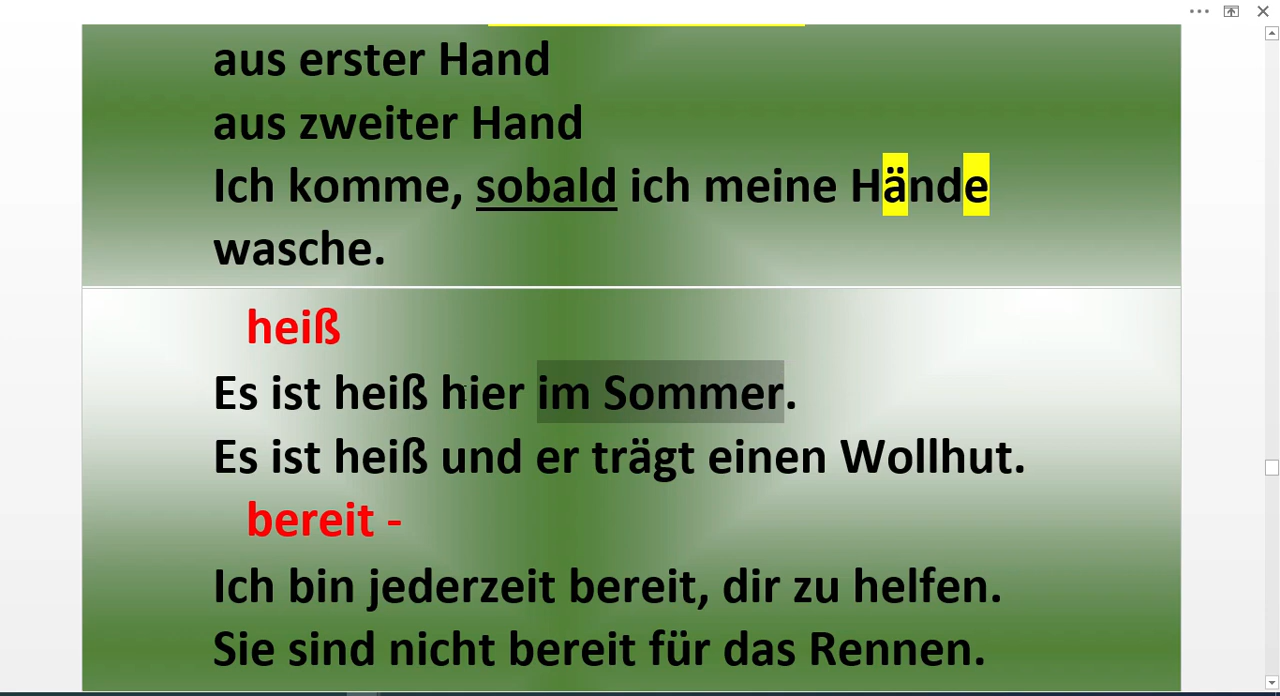 aus erster Hand
aus zweiter Hand
Ich komme, sobald ich meine Hände
wasche.
heiß
Es ist heiß hier im Sommer.
Es ist heiß und er trägt einen Wollhut.
bereit -
Ich bin jederzeit bereit, dir zu helfen.
Sie sind nicht bereit für das Rennen.